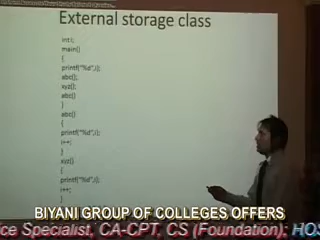 External storage class
int i;
main()
{
printf("%d",i);
abc();
xyz();
abc()
}
abc()
{
printf("%d",i);
i++;
}
xyz()
{
printf("%d",i);
i++;
}
BIYANI GROUP OF COLLEGES OFFERS
ce Specialist, CA-CPT, CS (Foundation); HOS